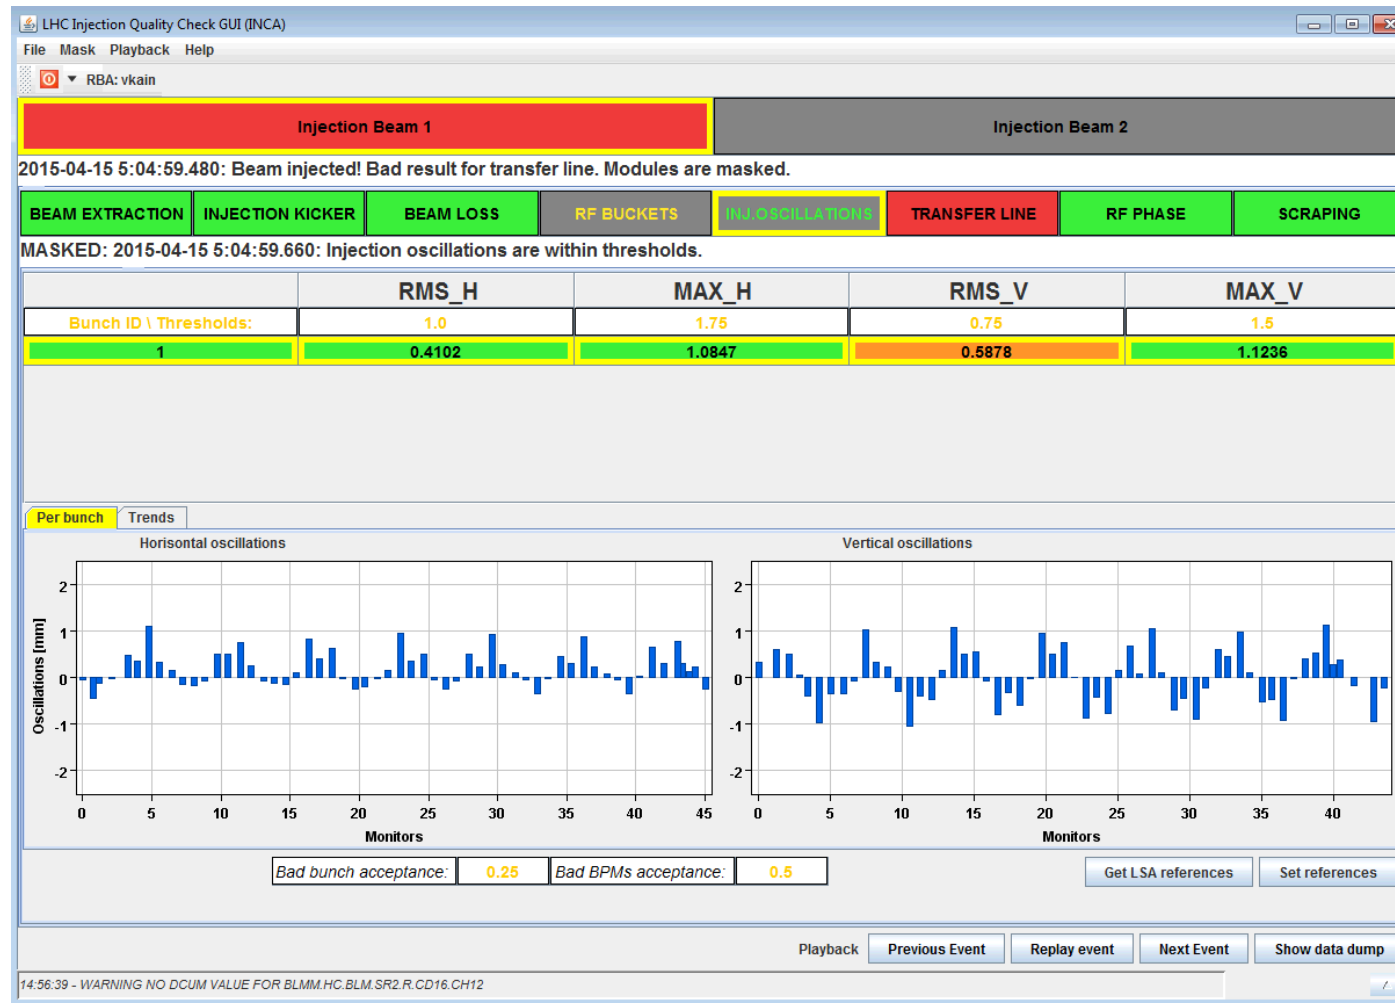 LHC Injection Quality Check GUI (INCA)
File Mask Playback Help
RBA: vkain
Injection Beam 1 Injection Beam 2
2015-04-15 5:04:59.480: Beam injected! Bad result for transfer line. Modules are masked.
BEAM EXTRACTION INJECTION KICKER BEAM LOSS RF BUCKETS INJ.OSCILLATIONS TRANSFER LINE RF PHASE SCRAPING
MASKED: 2015-04-15 5:04:59.660: Injection oscillations are within thresholds.
RMS_H MAX_H RMS_V MAX_V
Bunch ID \ Thresholds: 1.0 1.75 0.75 1.5
1 0.4102 1.0847 0.5878 1.1236
Per bunch Trends
Horisontal oscillations Vertical oscillations
Oscillations [mm]
2 2
1 1
0 0
-1 -1
-2 -2
0 5 10 15 20 25 30 35 40 45 0 5 10 15 20 25 30 35 40
Monitors Monitors
Bad bunch acceptance: 0.25 Bad BPMs acceptance: 0.5 Get LSA references Set references
Playback Previous Event Replay event Next Event Show data dump
14:56:39 - WARNING NO DCUM VALUE FOR BLMM.HC.BLM.SR2.R.CD16.CH12